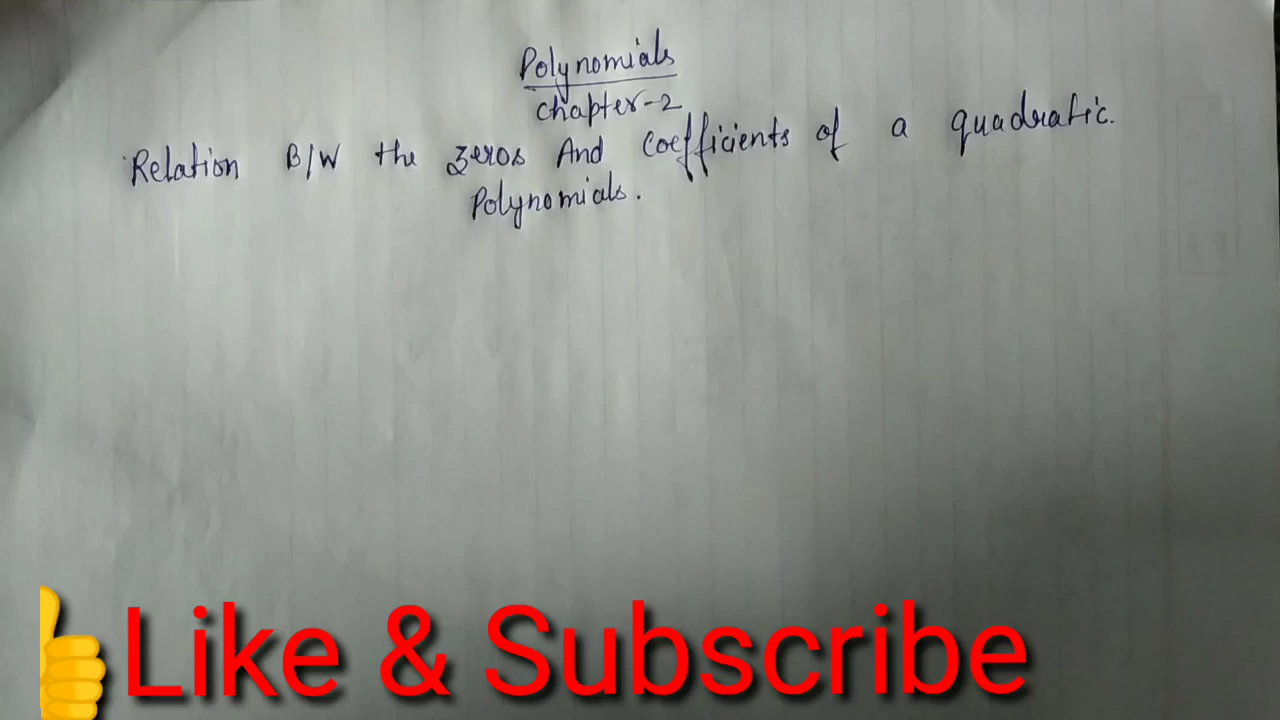 Polynomials
chapter-2
Relation B/W the zeros And Coefficients of a quadratic.
Polynomials.
Like & Subscribe